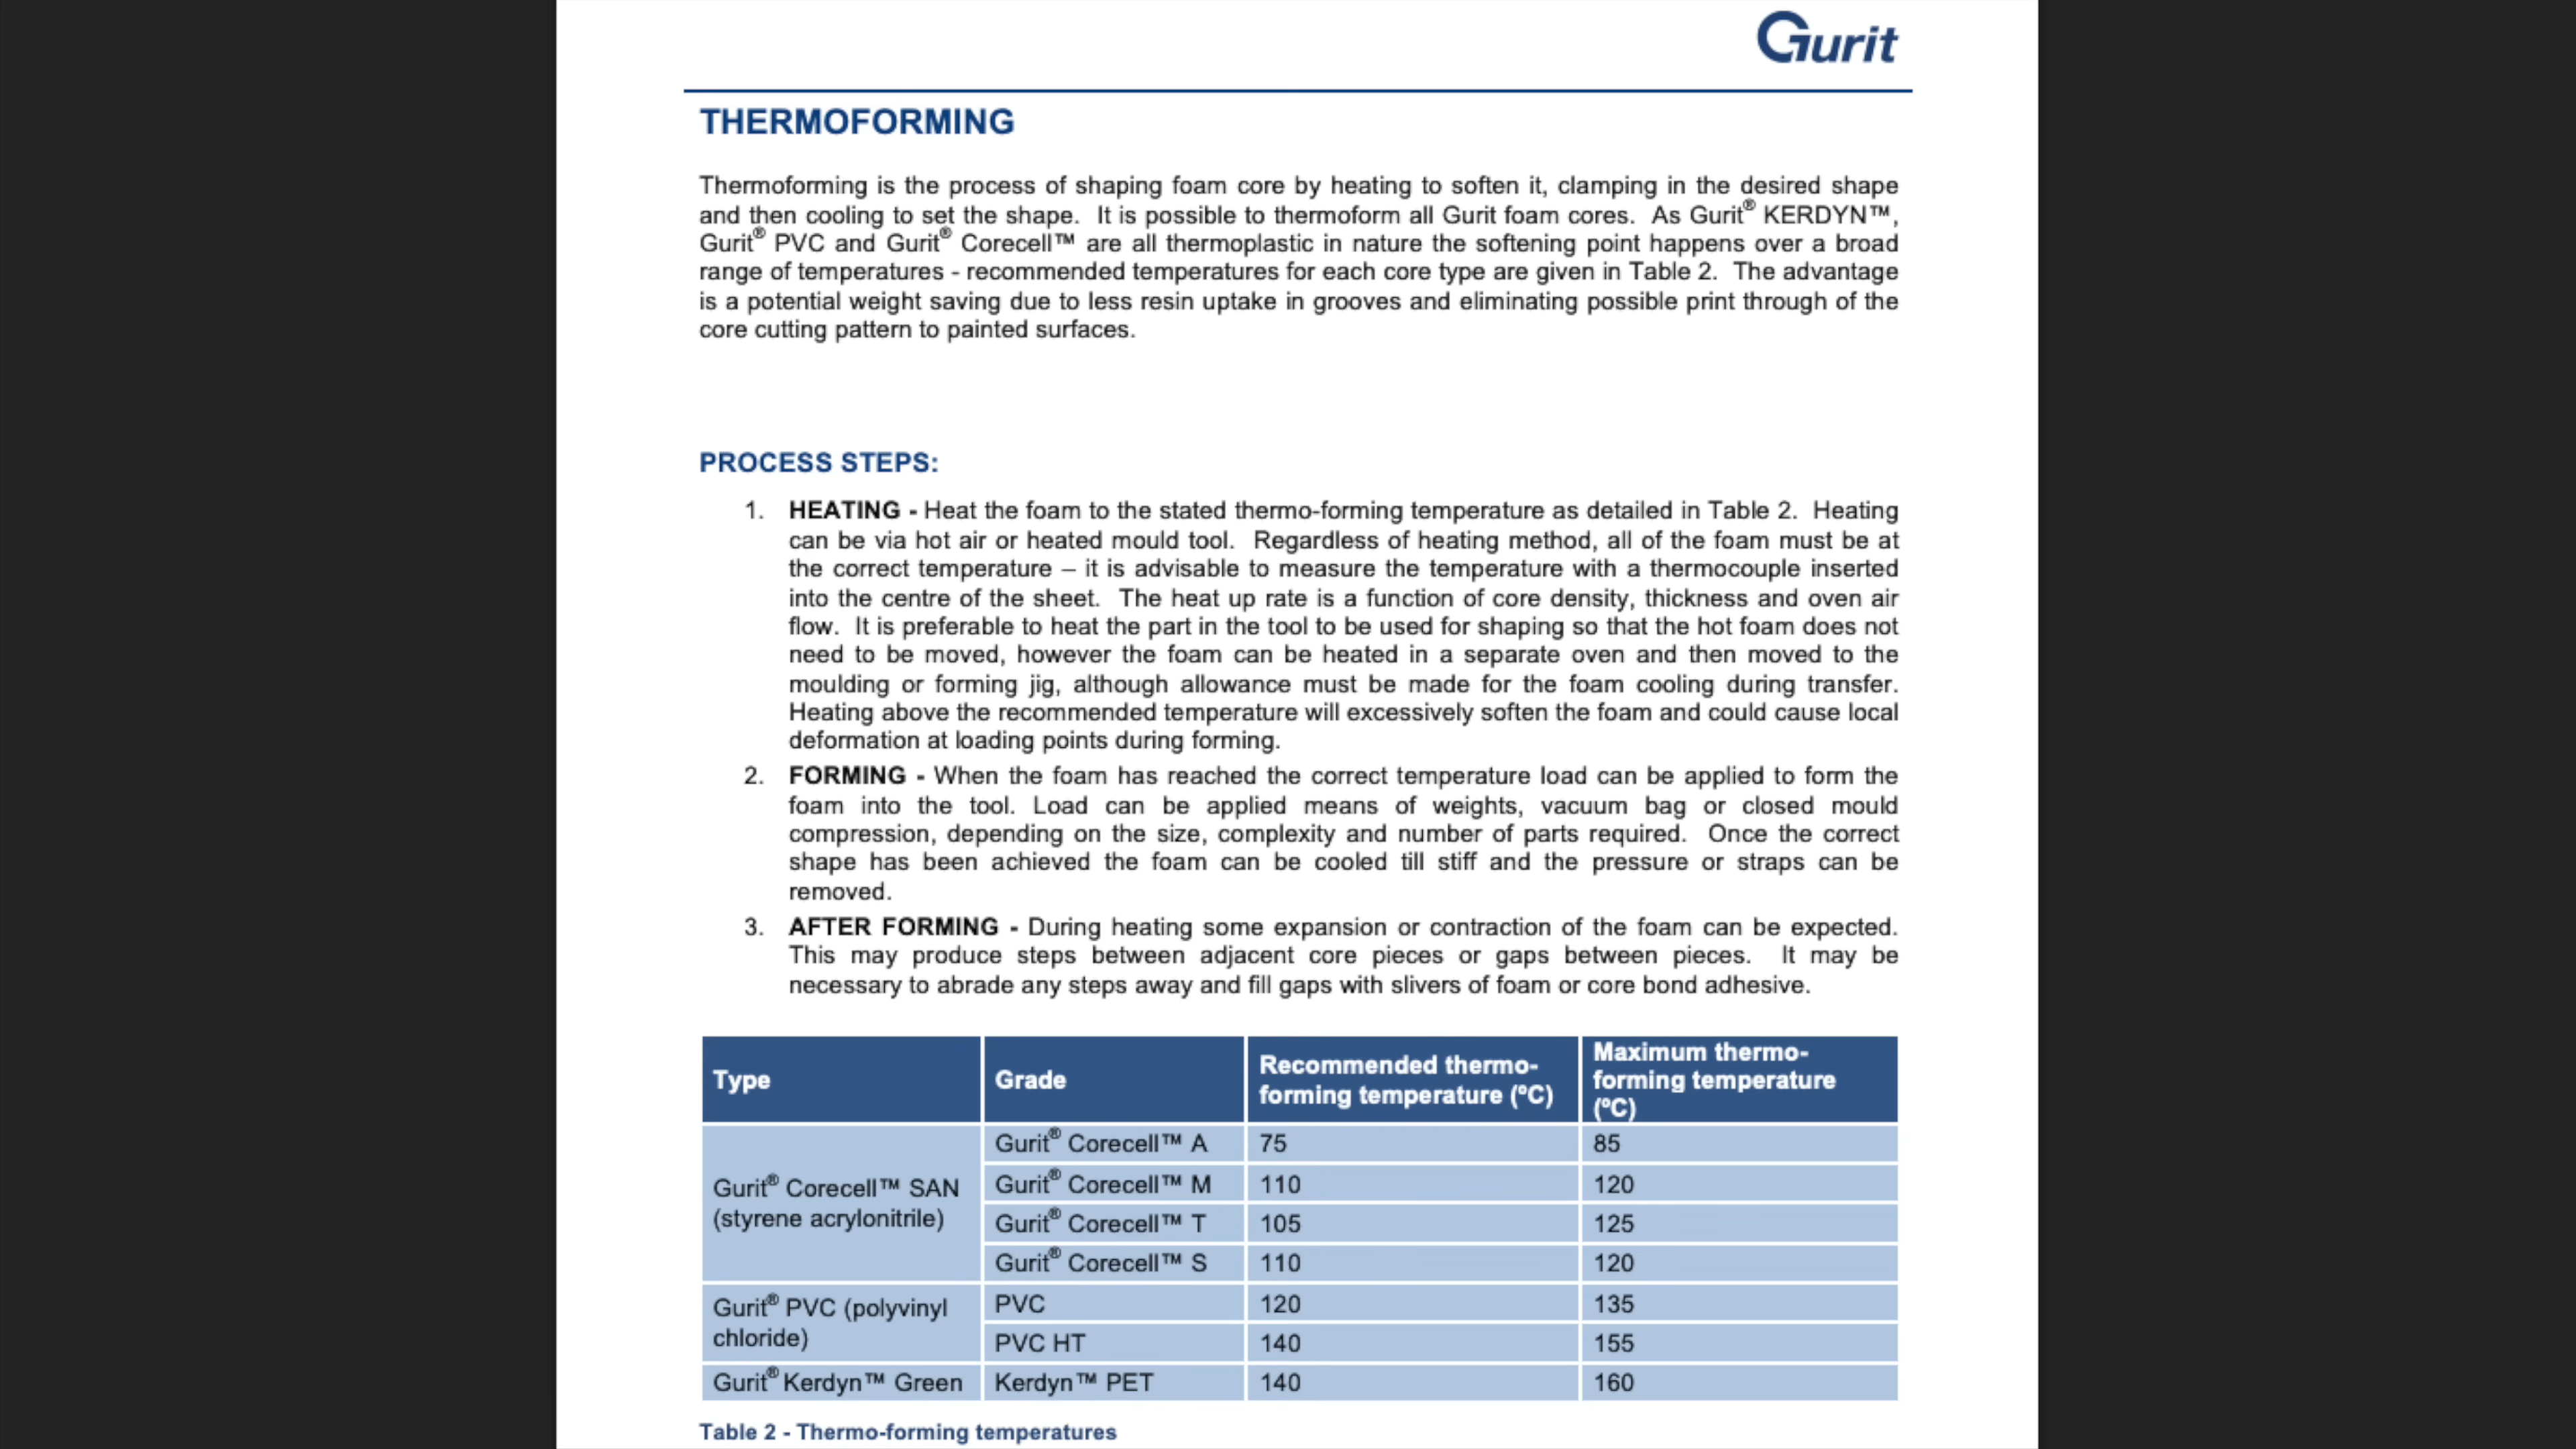 Gurit
THERMOFORMING
Thermoforming is the process of shaping foam core by heating to soften it, clamping in the desired shape
and then cooling to set the shape. It is possible to thermoform all Gurit foam cores. As Gurit® KERDYN™,
Gurit® PVC and Gurit® Corecell™ are all thermoplastic in nature the softening point happens over a broad
range of temperatures - recommended temperatures for each core type are given in Table 2. The advantage
is a potential weight saving due to less resin uptake in grooves and eliminating possible print through of the
core cutting pattern to painted surfaces.
PROCESS STEPS:
1. HEATING - Heat the foam to the stated thermo-forming temperature as detailed in Table 2. Heating
can be via hot air or heated mould tool. Regardless of heating method, all of the foam must be at
the correct temperature – it is advisable to measure the temperature with a thermocouple inserted
into the centre of the sheet. The heat up rate is a function of core density, thickness and oven air
flow. It is preferable to heat the part in the tool to be used for shaping so that the hot foam does not
need to be moved, however the foam can be heated in a separate oven and then moved to the
moulding or forming jig, although allowance must be made for the foam cooling during transfer.
Heating above the recommended temperature will excessively soften the foam and could cause local
deformation at loading points during forming.
2. FORMING - When the foam has reached the correct temperature load can be applied to form the
foam into the tool. Load can be applied means of weights, vacuum bag or closed mould
compression, depending on the size, complexity and number of parts required. Once the correct
shape has been achieved the foam can be cooled till stiff and the pressure or straps can be
removed.
3. AFTER FORMING - During heating some expansion or contraction of the foam can be expected.
This may produce steps between adjacent core pieces or gaps between pieces. It may be
necessary to abrade any steps away and fill gaps with slivers of foam or core bond adhesive.
Type Grade Recommended thermo-forming temperature (ºC) Maximum thermo-forming temperature (ºC)
Gurit® Corecell™ SAN (styrene acrylonitrile) Gurit® Corecell™ A 75 85
Gurit® Corecell™ M 110 120
Gurit® Corecell™ T 105 125
Gurit® Corecell™ S 110 120
Gurit® PVC (polyvinyl chloride) PVC 120 135
PVC HT 140 155
Gurit® Kerdyn™ Green Kerdyn™ PET 140 160
Table 2 - Thermo-forming temperatures